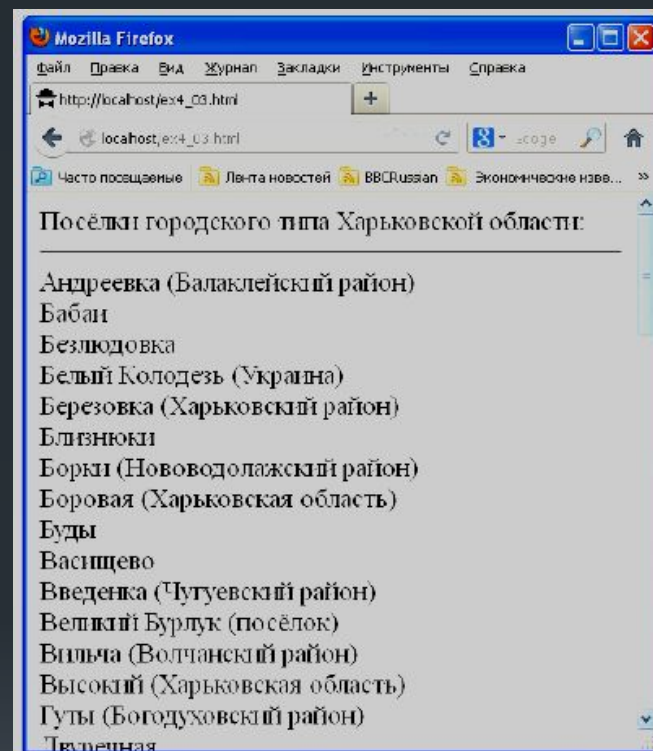 Mozilla Firefox
Файл Правка Вид Журнал Закладки Инструменты Справка
http://localhost/ex4_03.html +
localhost/ex4_03.html
Часто посещаемые Лента новостей BBCRussian Экономические изве... »
Посёлки городского типа Харьковской области:
Андреевка (Балаклейский район)
Бабаи
Безлюдовка
Белый Колодезь (Украина)
Березовка (Харьковский район)
Близнюки
Борки (Нововодолажский район)
Боровая (Харьковская область)
Буды
Васищево
Введенка (Чугуевский район)
Великий Бурлук (посёлок)
Вильча (Волчанский район)
Высокий (Харьковская область)
Гуты (Богодуховский район)
Двуречная